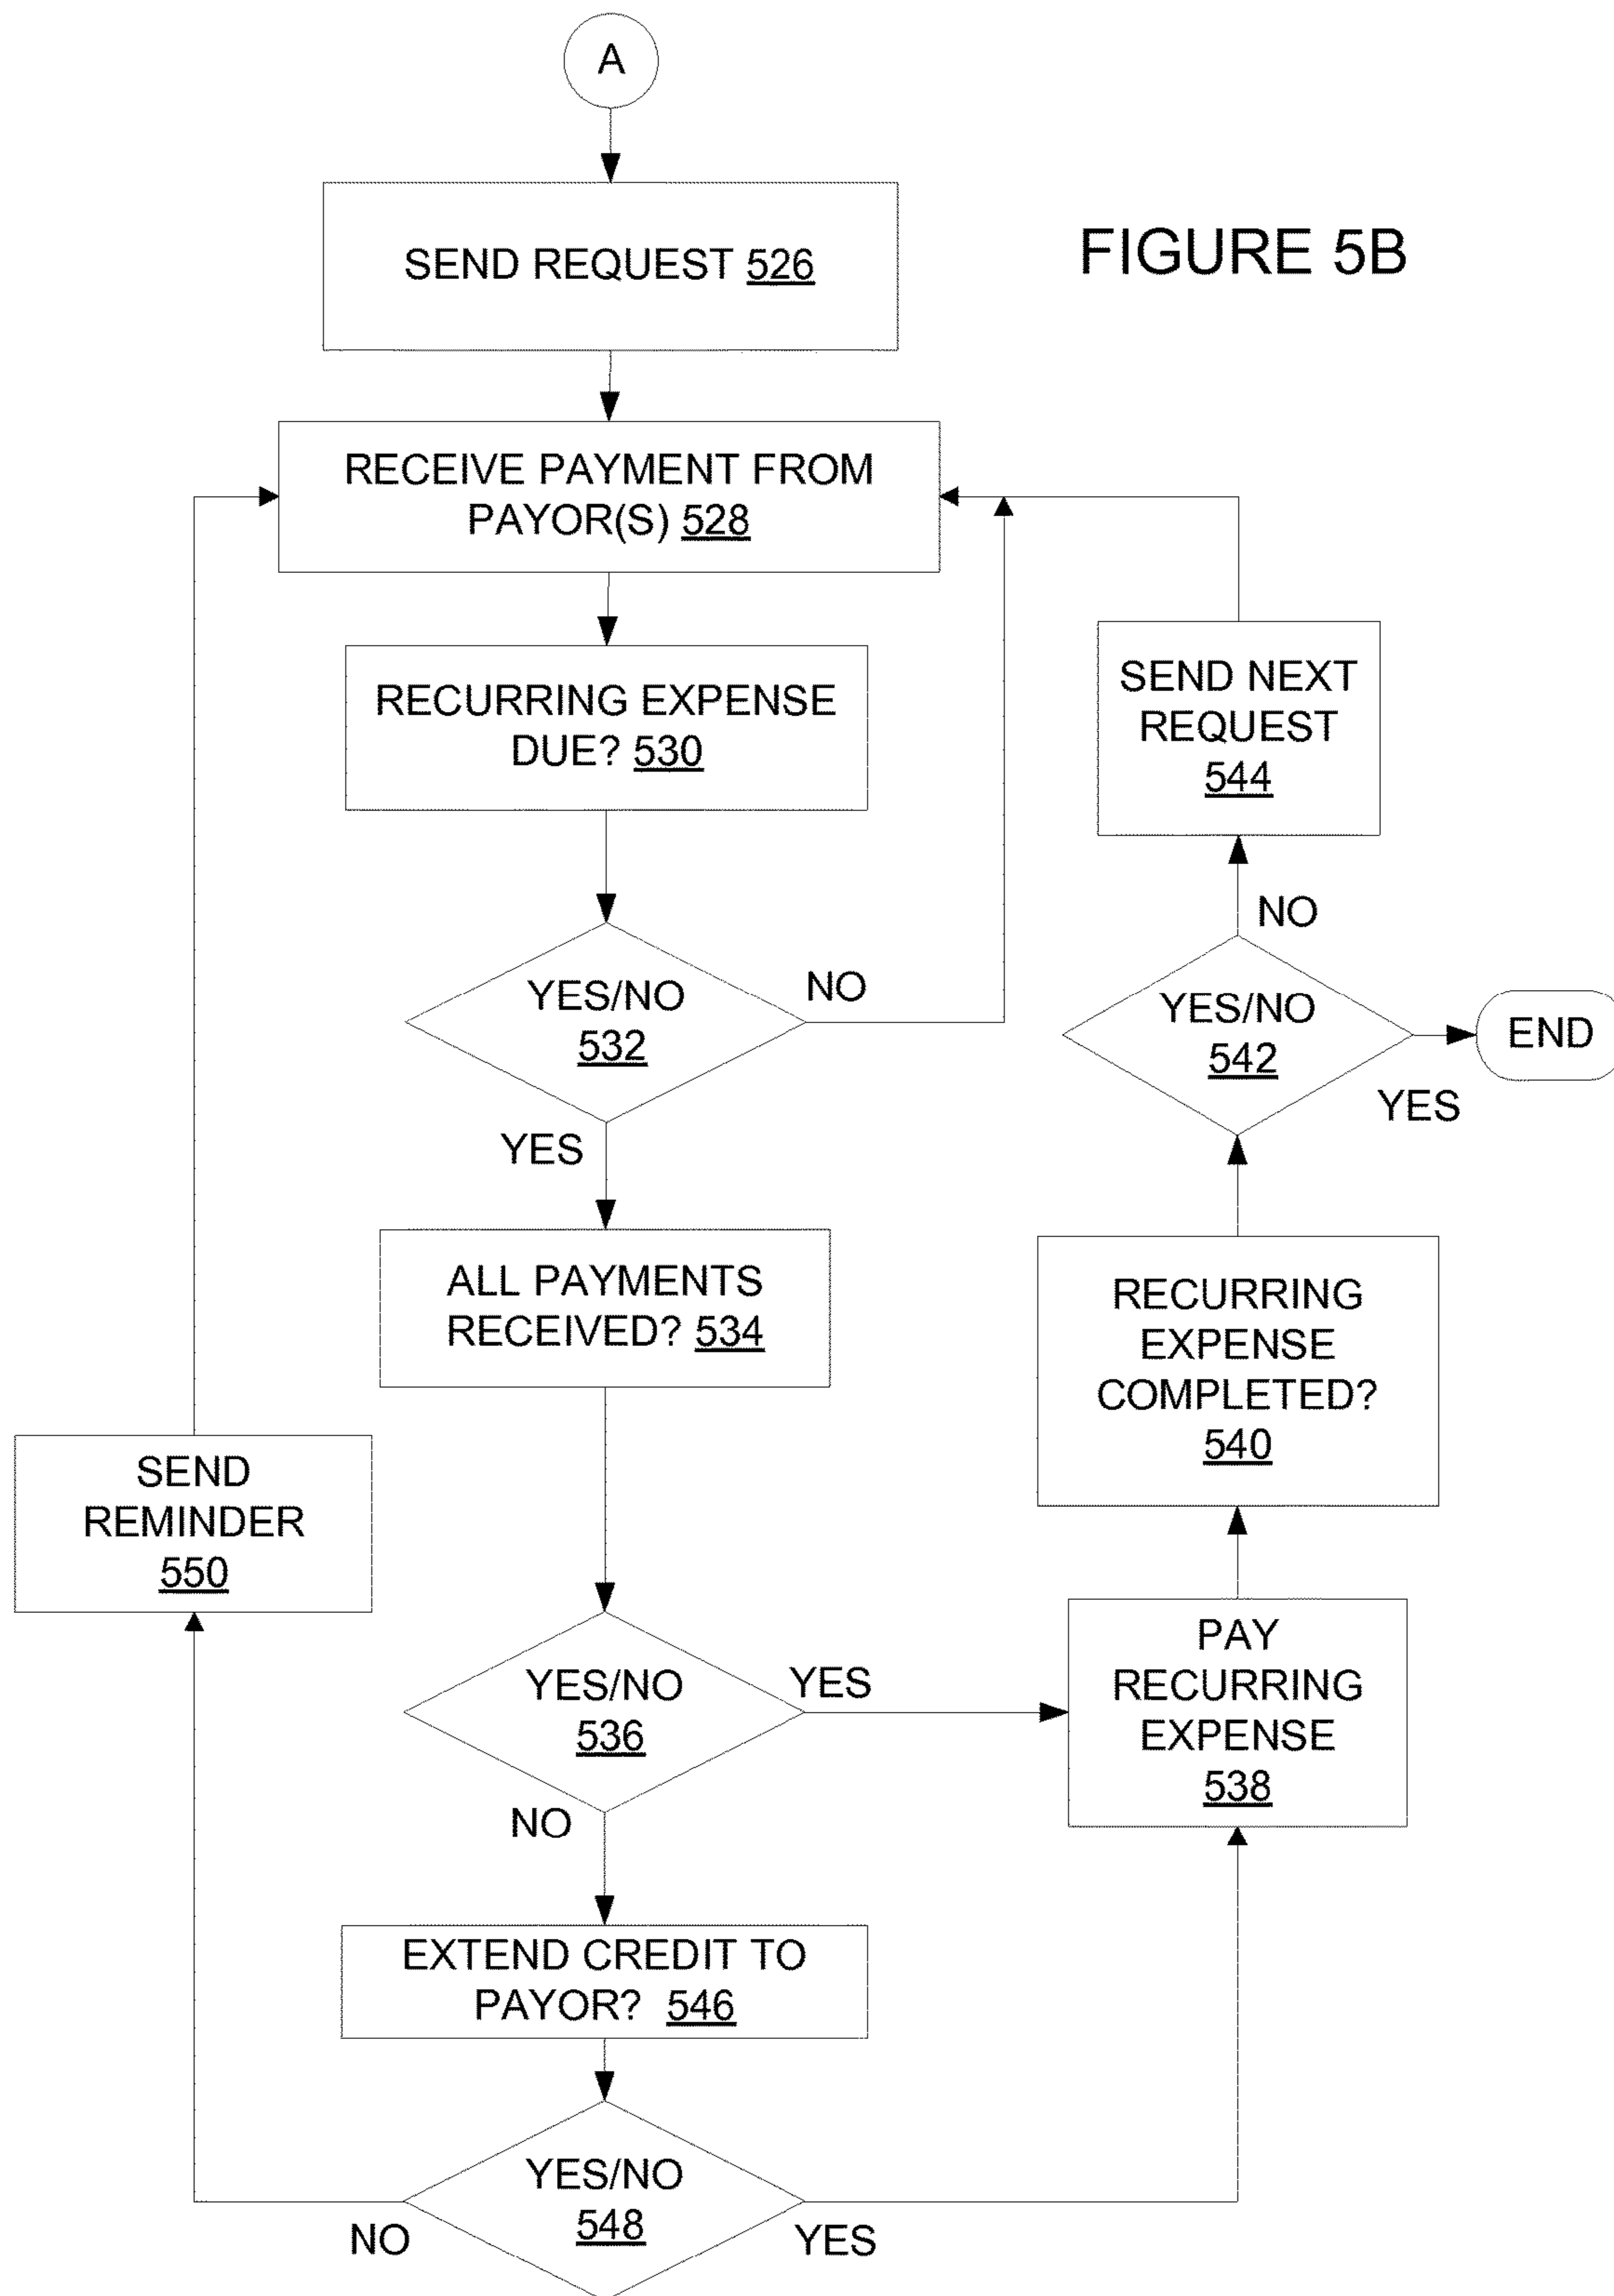 A
SEND REQUEST 526
FIGURE 5B
RECEIVE PAYMENT FROM
PAYOR(S) 528
RECURRING EXPENSE
DUE? 530
SEND NEXT
REQUEST
544
NO
YES/NO
532
NO
YES/NO
542
END
YES
YES
ALL PAYMENTS
RECEIVED? 534
RECURRING
EXPENSE
COMPLETED?
540
SEND
REMINDER
550
YES/NO
536
YES
PAY
RECURRING
EXPENSE
538
NO
EXTEND CREDIT TO
PAYOR? 546
YES/NO
548
NO
YES